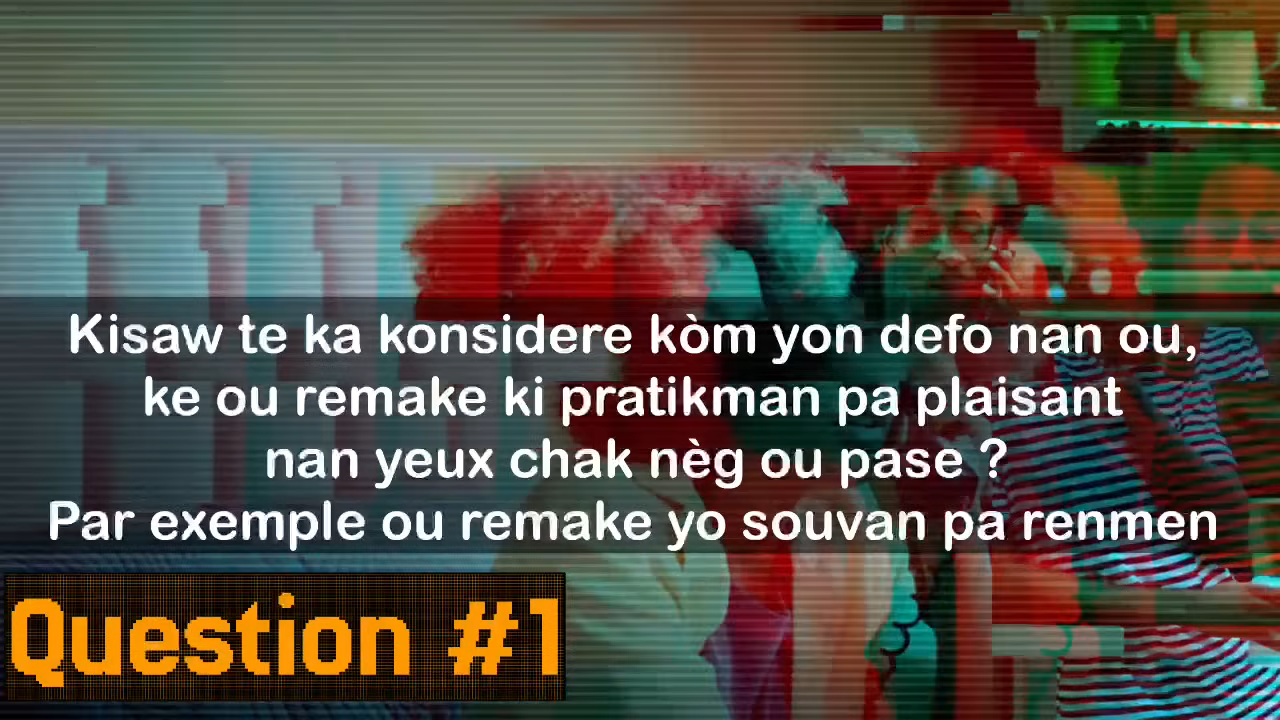 Kisaw te ka konsidere kòm yon defo nan ou,
ke ou remake ki pratikman pa plaisant
nan yeux chak nèg ou pase ?
Par exemple ou remake yo souvan pa renmen
Question #1